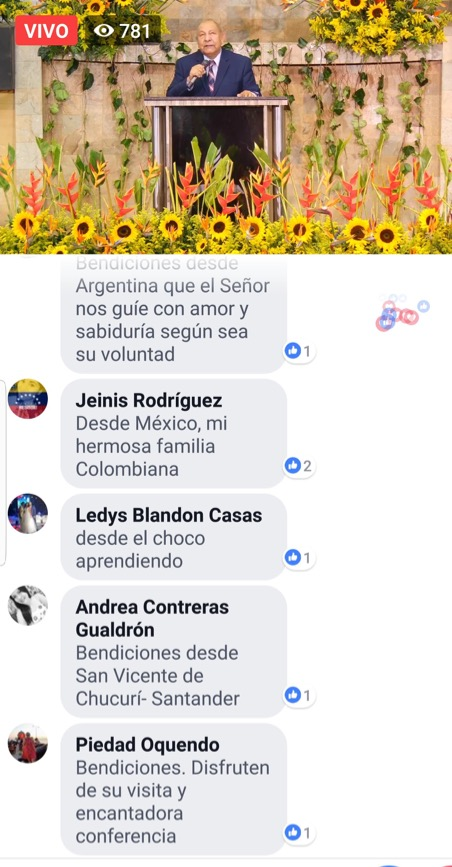 VIVO 781
Bendiciones desde
Argentina que el Señor
nos guíe con amor y
sabiduría según sea
su voluntad
1
Jeinis Rodríguez
Desde México, mi
hermosa familia
Colombiana
2
Ledys Blandon Casas
desde el choco
aprendiendo
1
Andrea Contreras
Gualdrón
Bendiciones desde
San Vicente de
Chucurí- Santander
1
Piedad Oquendo
Bendiciones. Disfruten
de su visita y
encantadora
conferencia
1